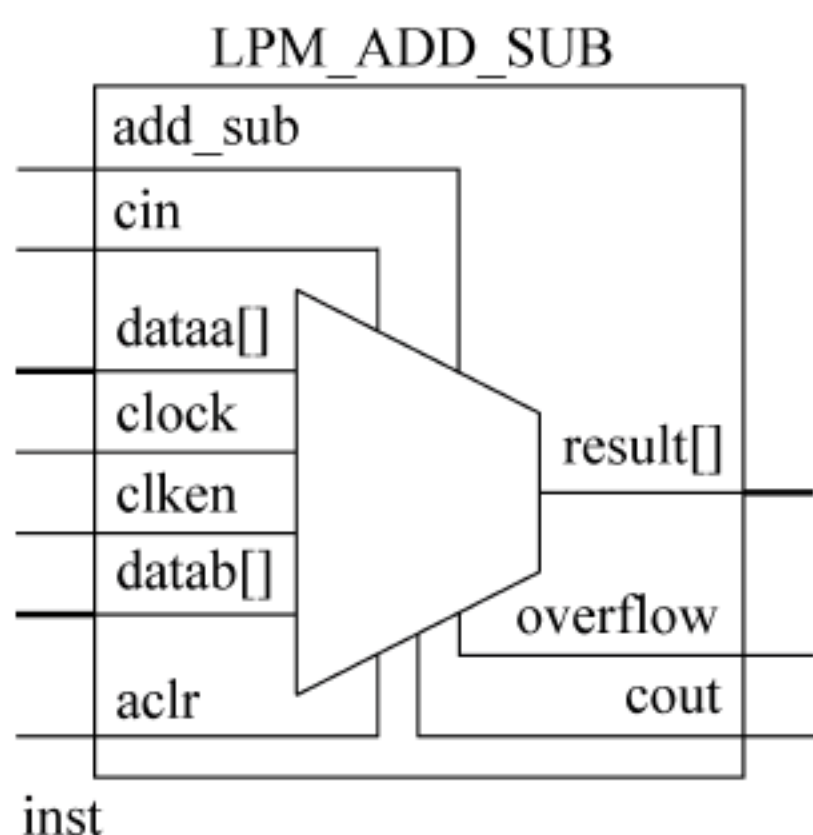 LPM_ADD_SUB
add_sub
cin
dataa[]
clock
result[]
clken
datab[]
overflow
aclr
cout
inst